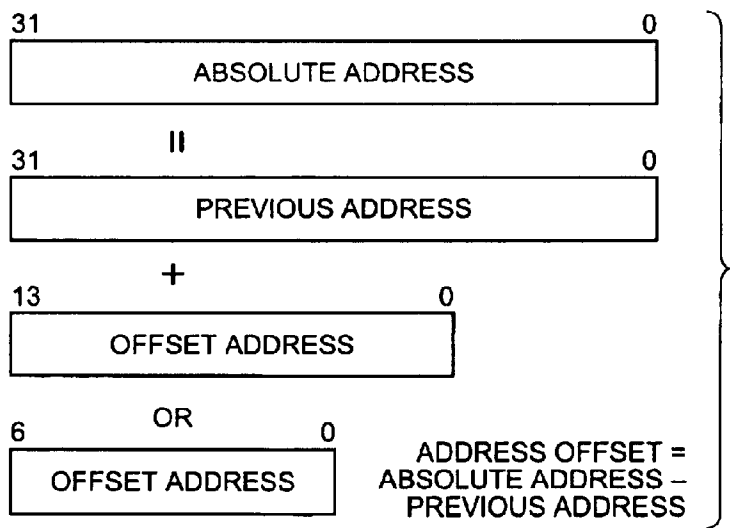 31 0
ABSOLUTE ADDRESS
=
31 0
PREVIOUS ADDRESS
+
13 0
OFFSET ADDRESS
OR
6 0
OFFSET ADDRESS
ADDRESS OFFSET =
ABSOLUTE ADDRESS –
PREVIOUS ADDRESS